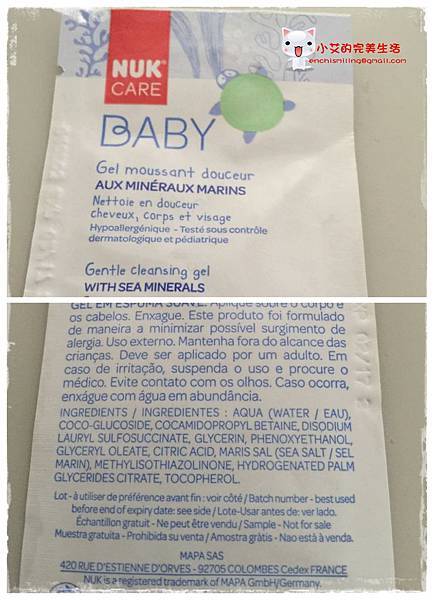 小艾的完美生活
enchismiling@gmail.com
NUK
CARE
BABY
Gel moussant douceur
AUX MINÉRAUX MARINS
Nettoie en douceur
cheveux, corps et visage
Hypoallergénique - Testé sous contrôle
dermatologique et pédiatrique
Gentle cleansing gel
WITH SEA MINERALS
GEL EM ESPUMA SUAVE. Aplique sobre o corpo e
os cabelos. Enxague. Este produto foi formulado
de maneira a minimizar possível surgimento de
alergia. Uso externo. Mantenha fora do alcance das
crianças. Deve ser aplicado por um adulto. Em
caso de irritação, suspenda o uso e procure o
médico. Evite contato com os olhos. Caso ocorra,
enxágue com água em abundância.
INGREDIENTS / INGREDIENTES : AQUA (WATER / EAU),
COCO-GLUCOSIDE, COCAMIDOPROPYL BETAINE, DISODIUM
LAURYL SULFOSUCCINATE, GLYCERIN, PHENOXYETHANOL,
GLYCERYL OLEATE, CITRIC ACID, MARIS SAL (SEA SALT / SEL
MARIN), METHYLISOTHIAZOLINONE, HYDROGENATED PALM
GLYCERIDES CITRATE, TOCOPHEROL.
Lot - à utiliser de préférence avant fin : voir côté / Batch number - best used
before end of expiry date: see side / Lote-Usar antes de: ver lado.
Échantillon gratuit - Ne peut être vendu / Sample - Not for sale
Muestra gratuita - Prohibida su venta / Amostra grátis - Nao està à venda.
MAPA SAS
420 RUE D'ESTIENNE D'ORVES - 92705 COLOMBES Cedex FRANCE
NUK is a registered trademark of MAPA GmbH/Germany.